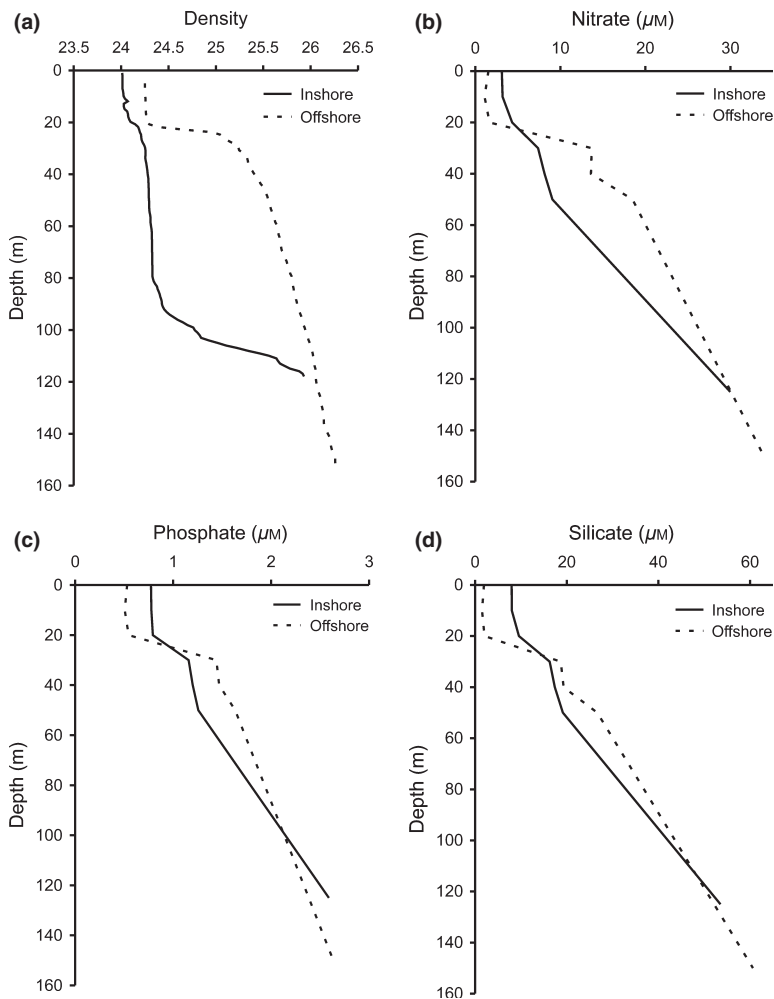 (a)
Density
23.5 24 24.5 25 25.5 26 26.5
0
20
40
60
80
100
120
140
160
Depth (m)
Inshore
Offshore
(b)
Nitrate (µM)
0 10 20 30
0
20
40
60
80
100
120
140
160
Depth (m)
Inshore
Offshore
(c)
Phosphate (µM)
0 1 2 3
0
20
40
60
80
100
120
140
160
Depth (m)
Inshore
Offshore
(d)
Silicate (µM)
0 20 40 60
0
20
40
60
80
100
120
140
160
Depth (m)
Inshore
Offshore